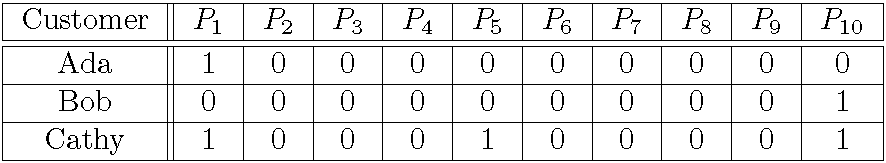 Customer P1 P2 P3 P4 P5 P6 P7 P8 P9 P10
Ada 1 0 0 0 0 0 0 0 0 0
Bob 0 0 0 0 0 0 0 0 0 1
Cathy 1 0 0 0 1 0 0 0 0 1